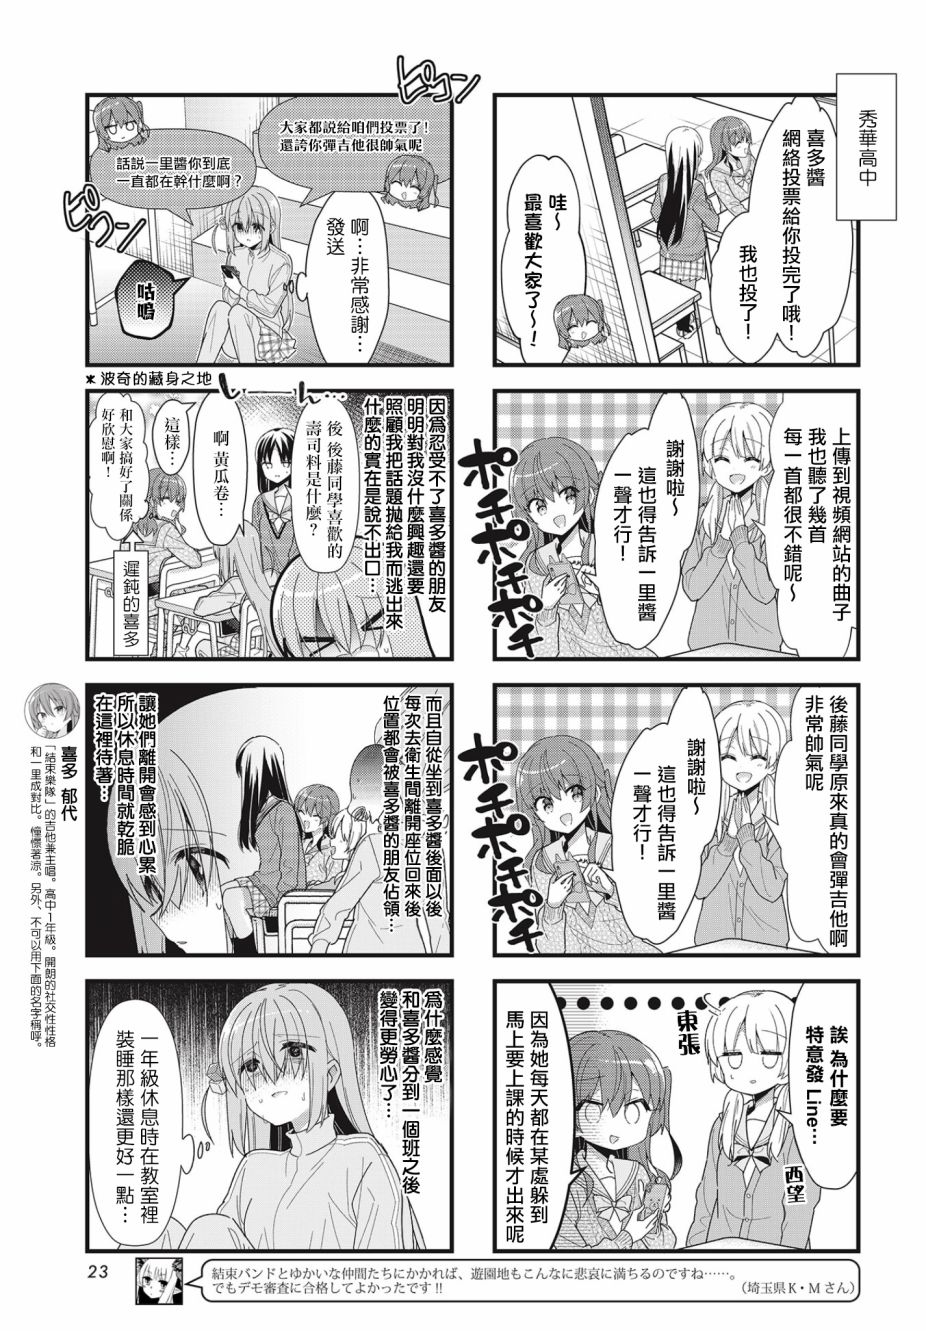 秀華高中
喜多醬
網絡投票給你投完了哦！
我也投了！
哇～
最喜歡大家了～！
上傳到視頻網站的曲子
我也聽了幾首
每一首都很不錯呢～
謝謝啦～
這也得告訴一里醬
一聲才行！
ポチポチポチポチ
後藤同學原來真的會彈吉他啊
非常帥氣呢
謝謝啦～
這也得告訴一里醬
一聲才行！
ポチポチポチポチ
誒 為什麼要
特意發Line…
西望
東張
因為她每天都在某處躲到
馬上要上課的時候才出來呢
ピコン
大家都説給咱們投票了！
還誇你彈吉他很帥氣呢
話説一里醬你到底
一直都在幹什麼啊？
ピコン
啊…非常感謝…
發送
咕嗚
* 波奇的藏身之地
因為忍受不了喜多醬的朋友
明明對我沒什麼興趣還要
照顧我把話題拋給我而逃出來
什麼的實在是説不出口…
しーーん…
後 後藤同學喜歡的
壽司料是什麼？
啊 黃瓜卷…
這樣…
和大家搞好了關係
好欣慰啊！
遲鈍的喜多
而且自從坐到喜多醬後面以後
每次去衛生間離開座位回來後
位置都會被喜多醬的朋友佔領…
讓她們離開會感到心累
所以休息時間就乾脆
在這裡待著…
為什麼感覺
和喜多醬分到一個班之後
變得更勞心了…
一年級休息時在教室裡
裝睡那樣還更好一點…
喜多 郁代
「結束樂隊」的吉他兼主唱。高中1年級。開朗的社交性性格
和一里成對比。憧憬著涼。另外、不可以用下面的名字稱呼。
23
結束バンドとゆかいな仲間たちにかかれば、遊園地もこんなに悲哀に満ちるのですね……。
でもデモ審査に合格してよかったです!!
（埼玉県K・Mさん）